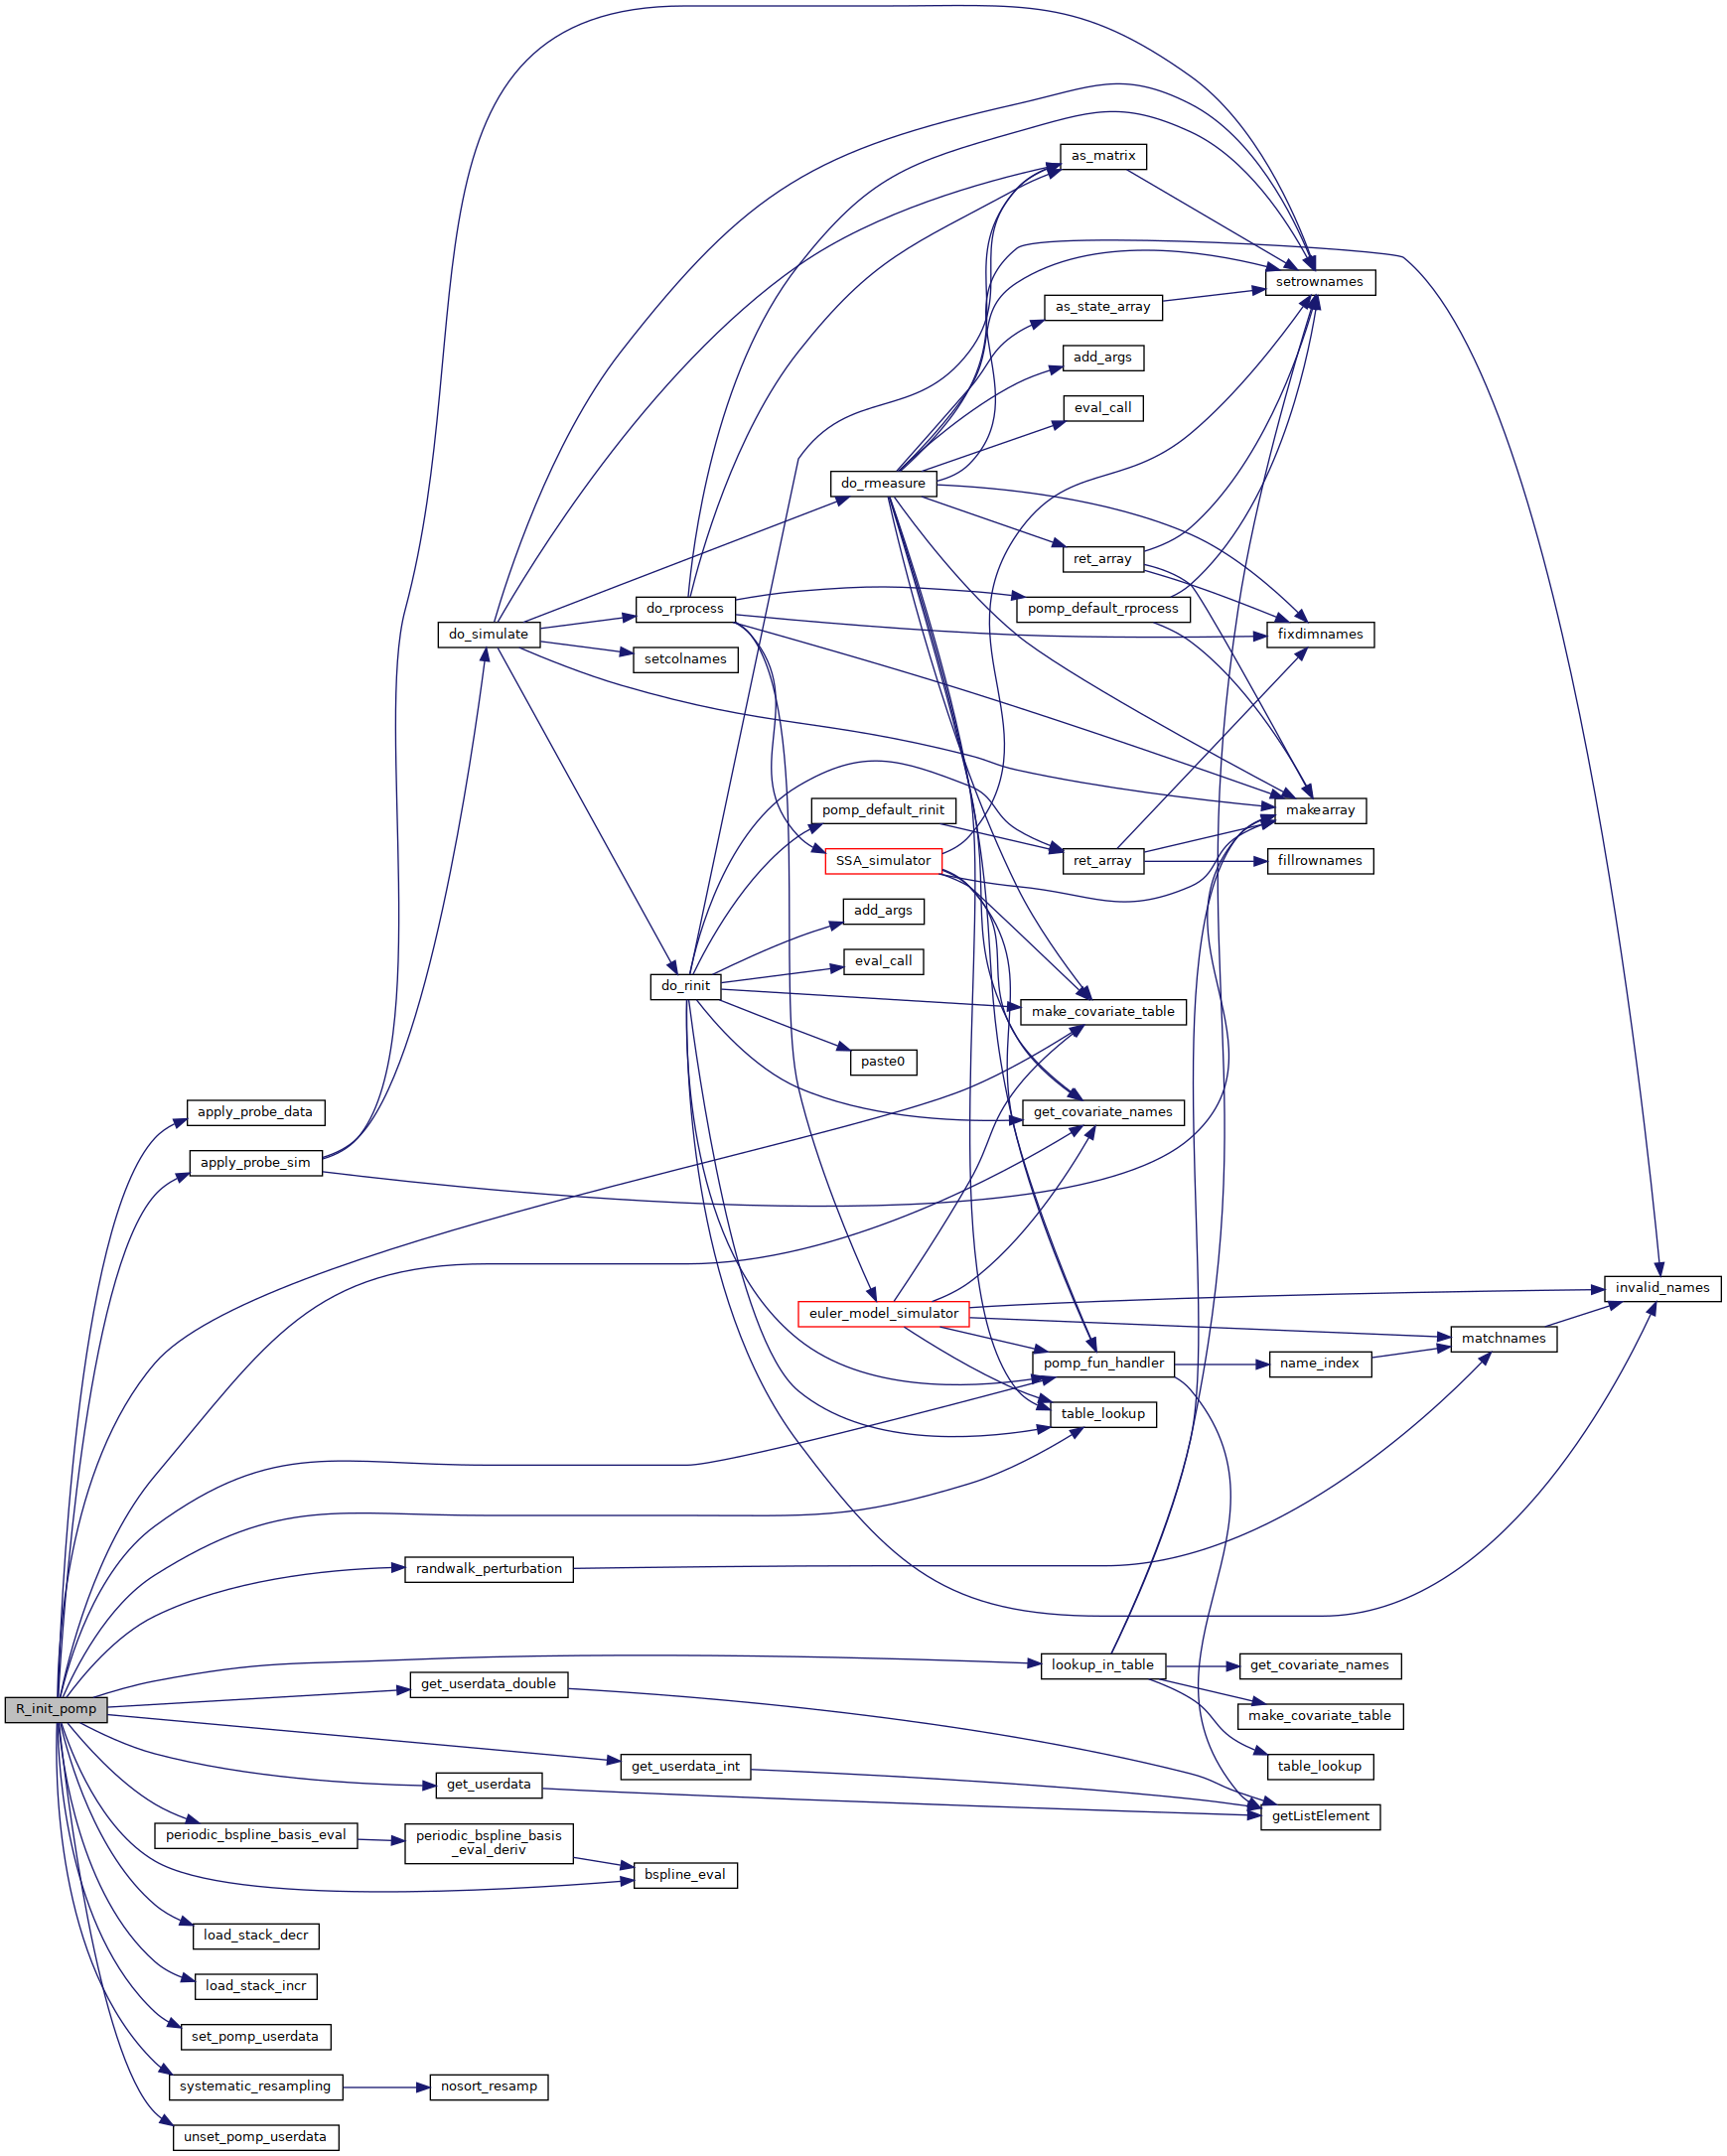 as_matrix
setrownames
as_state_array
add_args
eval_call
do_rmeasure
ret_array
do_rprocess
pomp_default_rprocess
do_simulate
fixdimnames
setcolnames
pomp_default_rinit
makearray
SSA_simulator
ret_array
fillrownames
add_args
eval_call
do_rinit
make_covariate_table
paste0
apply_probe_data
get_covariate_names
apply_probe_sim
invalid_names
euler_model_simulator
matchnames
pomp_fun_handler
name_index
table_lookup
randwalk_perturbation
lookup_in_table
get_covariate_names
get_userdata_double
R_init_pomp
make_covariate_table
get_userdata_int
table_lookup
get_userdata
getListElement
periodic_bspline_basis_eval
periodic_bspline_basis
_eval_deriv
bspline_eval
load_stack_decr
load_stack_incr
set_pomp_userdata
systematic_resampling
nosort_resamp
unset_pomp_userdata